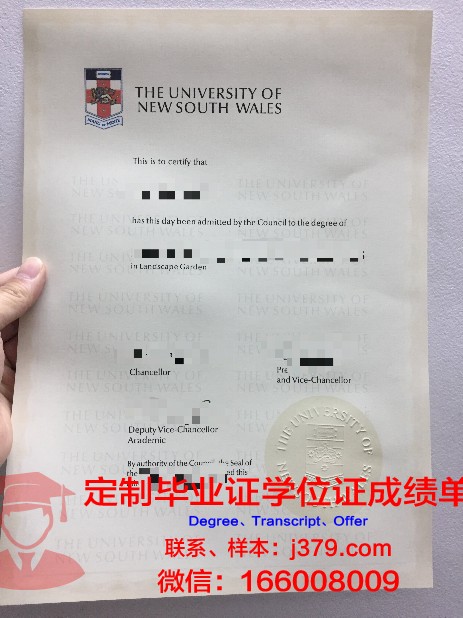 THE UNIVERSITY OF
NEW SOUTH WALES
This is to certify that
has this day been admitted by the Council to the degree of
in Landscape Garden
Chancellor
and Vice-Chancellor
Deputy Vice-Chancellor
Academic
By authority of the Council the Seal of
the
this
定制毕业证学位证成绩单
Degree、Transcript、Offer
联系、样本：j379.com
微信：166008009